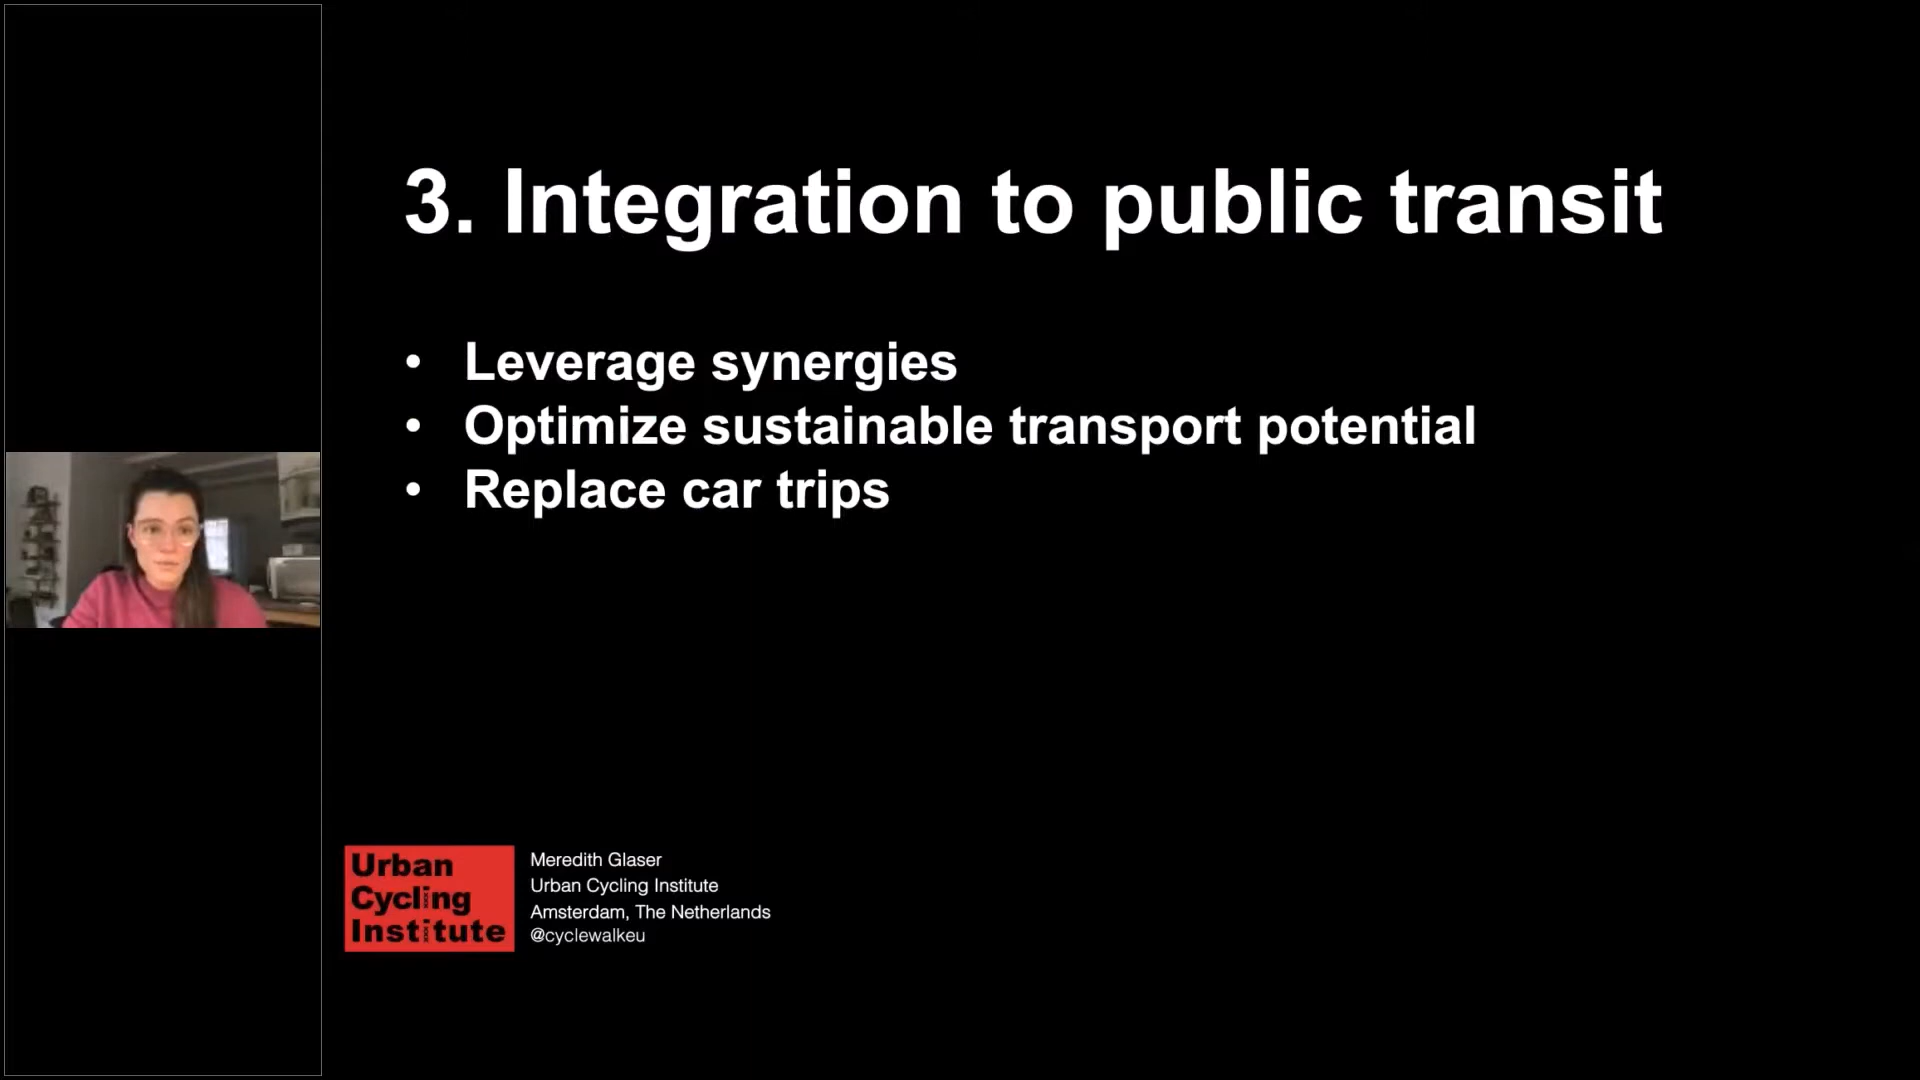 3. Integration to public transit
• Leverage synergies
• Optimize sustainable transport potential
• Replace car trips
Urban
Cycling
Institute
Meredith Glaser
Urban Cycling Institute
Amsterdam, The Netherlands
@cyclewalkeu